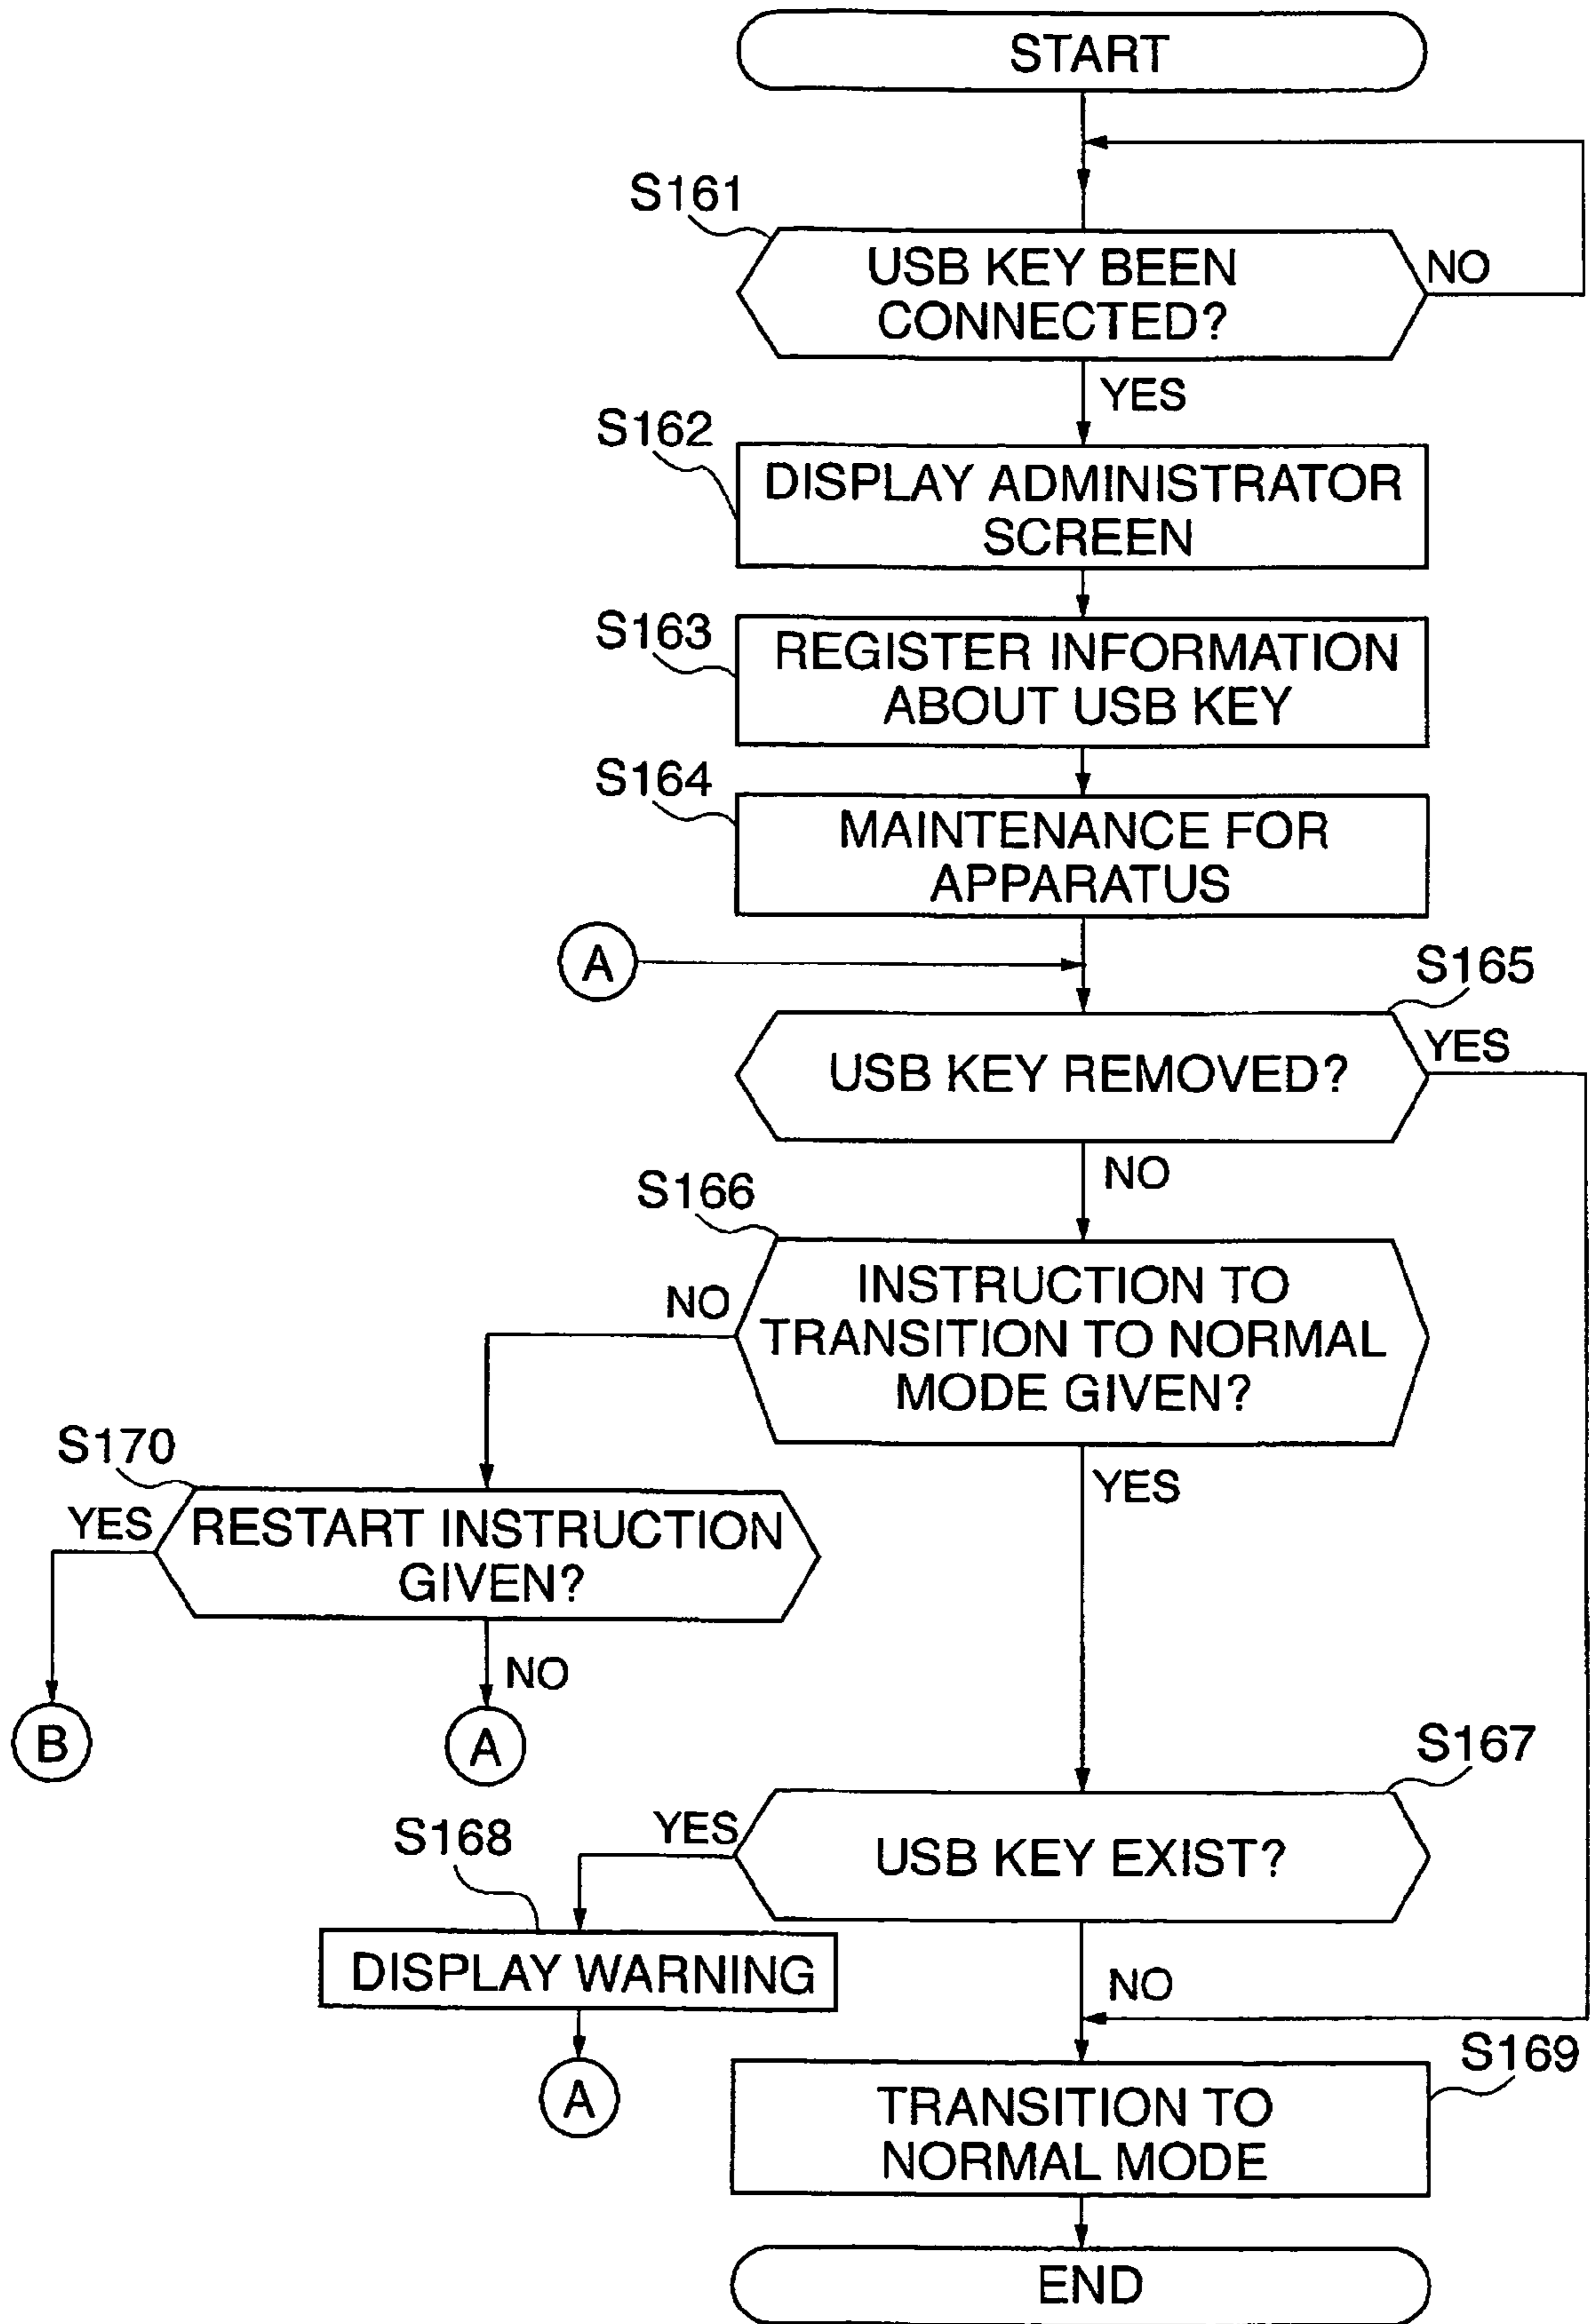 START
S161
USB KEY BEEN
CONNECTED?
NO
YES
S162
DISPLAY ADMINISTRATOR
SCREEN
S163
REGISTER INFORMATION
ABOUT USB KEY
S164
MAINTENANCE FOR
APPARATUS
A
S165
USB KEY REMOVED?
YES
NO
S166
INSTRUCTION TO
TRANSITION TO NORMAL
MODE GIVEN?
NO
YES
S170
RESTART INSTRUCTION
GIVEN?
YES
NO
B
A
S167
USB KEY EXIST?
YES
NO
S168
DISPLAY WARNING
A
S169
TRANSITION TO
NORMAL MODE
END